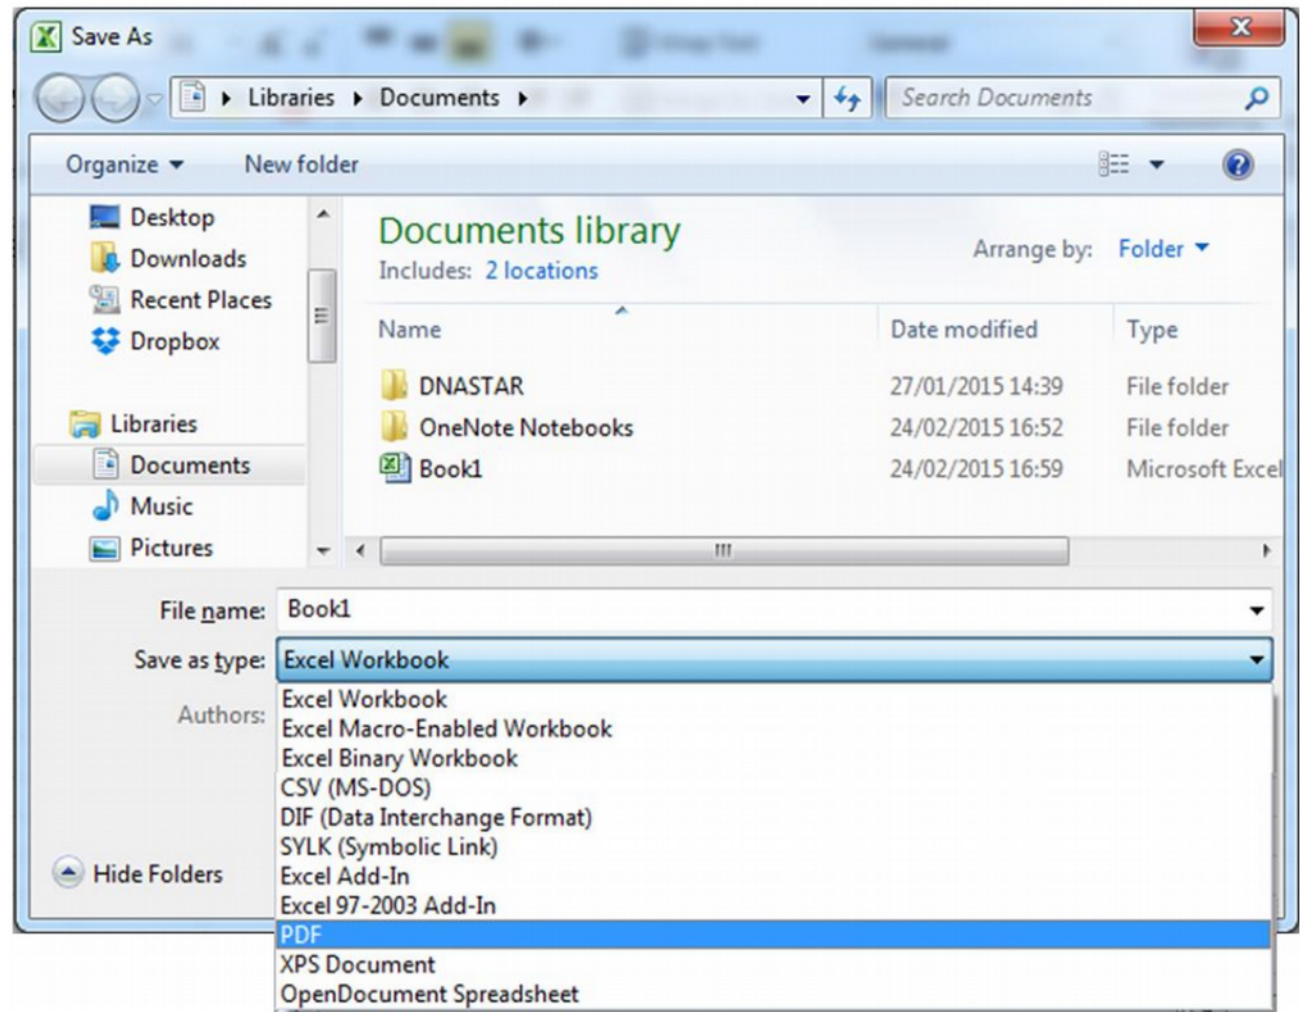 Save As
Libraries Documents
Search Documents
Organize New folder
Desktop
Downloads
Recent Places
Dropbox
Libraries
Documents
Music
Pictures
Documents library
Includes: 2 locations
Arrange by: Folder
Name Date modified Type
DNASTAR 27/01/2015 14:39 File folder
OneNote Notebooks 24/02/2015 16:52 File folder
Book1 24/02/2015 16:59 Microsoft Excel
File name: Book1
Save as type: Excel Workbook
Authors:
Excel Workbook
Excel Macro-Enabled Workbook
Excel Binary Workbook
CSV (MS-DOS)
DIF (Data Interchange Format)
SYLK (Symbolic Link)
Excel Add-In
Excel 97-2003 Add-In
PDF
XPS Document
OpenDocument Spreadsheet
Hide Folders